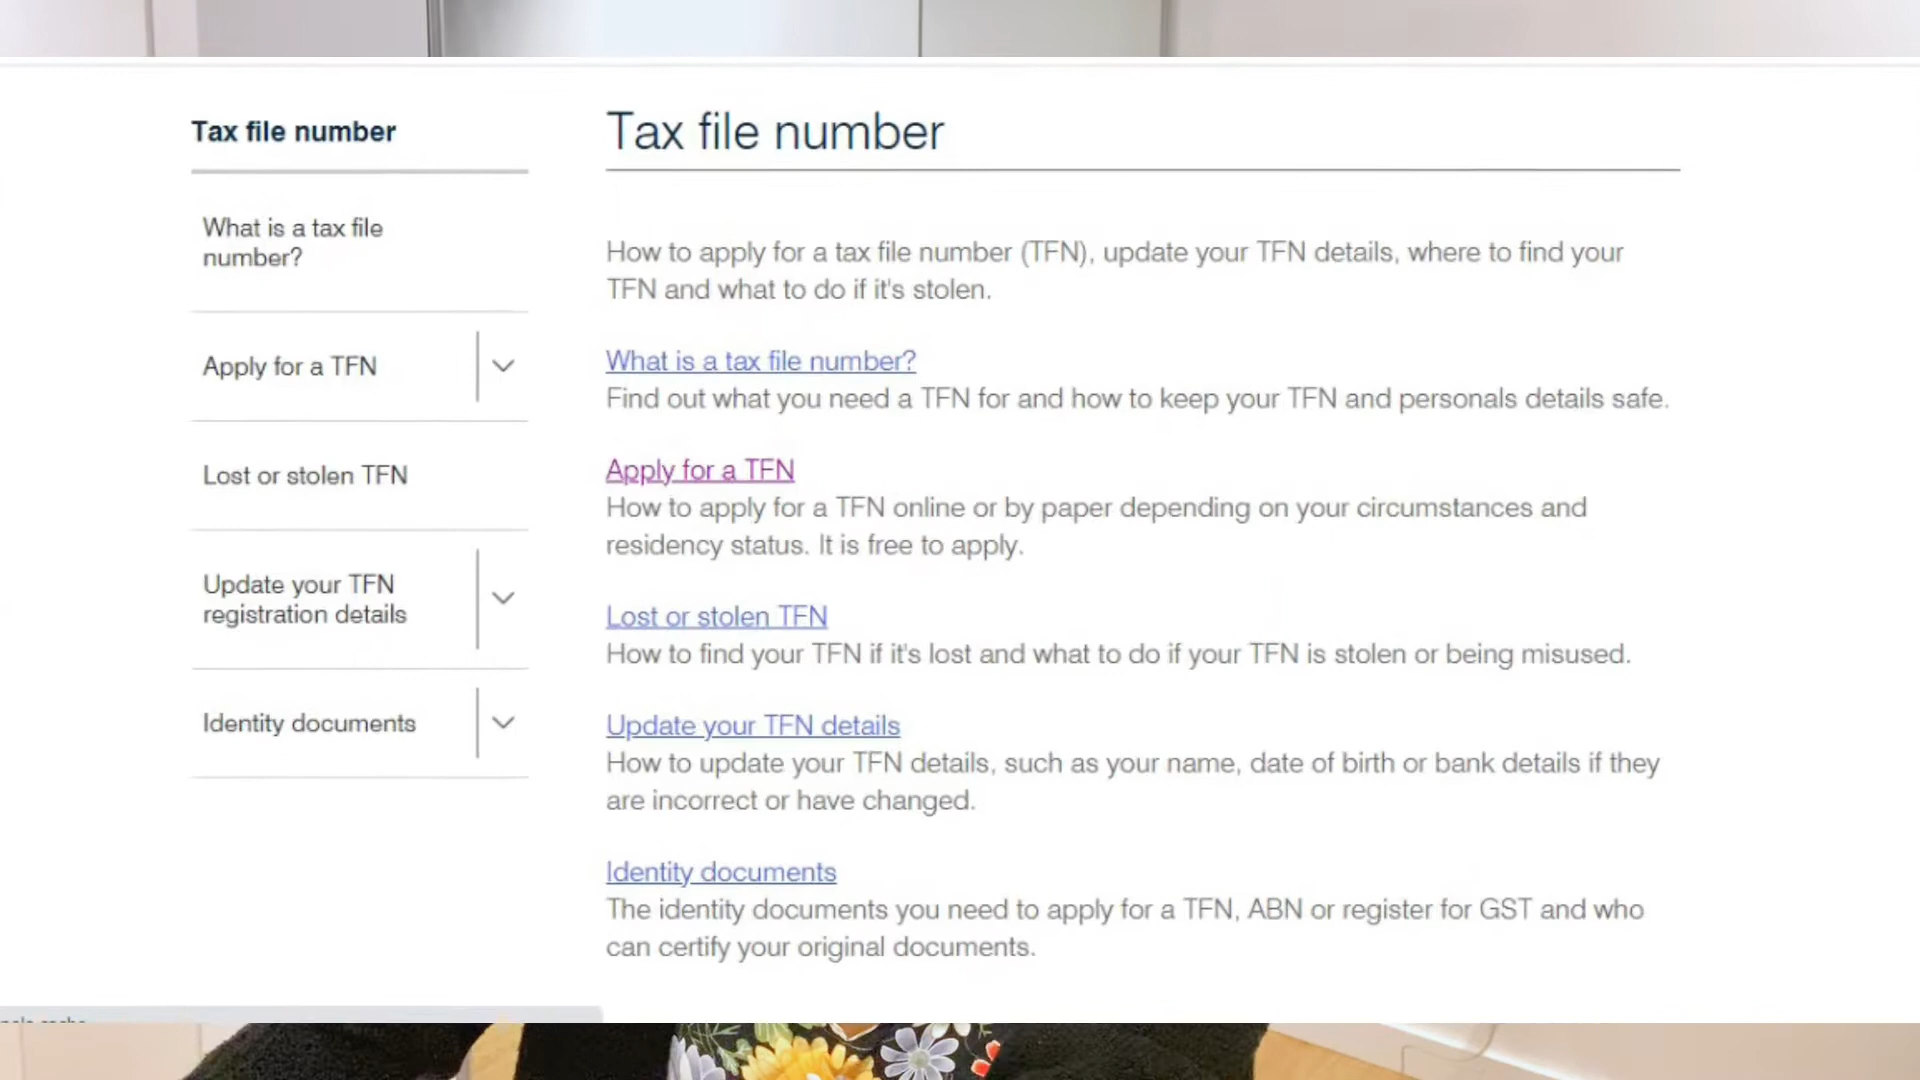 Tax file number
What is a tax file
number?
Apply for a TFN
Lost or stolen TFN
Update your TFN
registration details
Identity documents
Tax file number
How to apply for a tax file number (TFN), update your TFN details, where to find your
TFN and what to do if it's stolen.
What is a tax file number?
Find out what you need a TFN for and how to keep your TFN and personals details safe.
Apply for a TFN
How to apply for a TFN online or by paper depending on your circumstances and
residency status. It is free to apply.
Lost or stolen TFN
How to find your TFN if it's lost and what to do if your TFN is stolen or being misused.
Update your TFN details
How to update your TFN details, such as your name, date of birth or bank details if they
are incorrect or have changed.
Identity documents
The identity documents you need to apply for a TFN, ABN or register for GST and who
can certify your original documents.